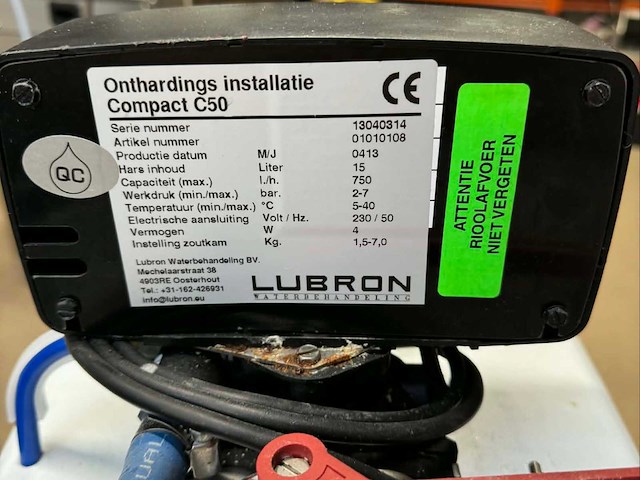 Onthardings installatie
Compact C50
CE
Serie nummer 13040314
Artikel nummer 01010108
Productie datum M/J 0413
Hars inhoud Liter 15
Capaciteit (max.) l./h. 750
Werkdruk (min./max.) bar. 2-7
Temperatuur (min./max.) °C 5-40
Electrische aansluiting Volt / Hz. 230 / 50
Vermogen W 4
Instelling zoutkam Kg. 1,5-7,0
Lubron Waterbehandeling BV.
Mechelaarstraat 38
4903RE Oosterhout
Tel.: +31-162-426931
info@lubron.eu
LUBRON
WATERBEHANDELING
QC
ATTENTIE
RIOOLAFVOER
NIET VERGETEN
UAL